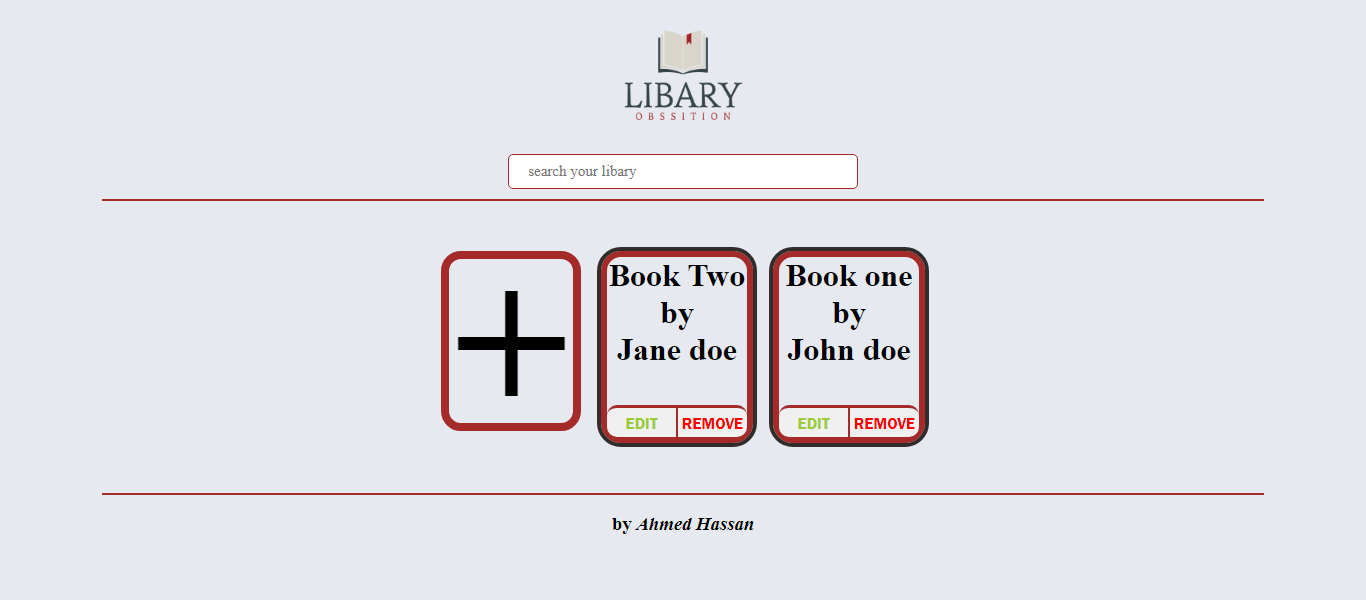 LIBARY
OBSSITION
search your libary
Book Two
by
Jane doe
EDIT REMOVE
Book one
by
John doe
EDIT REMOVE
by Ahmed Hassan